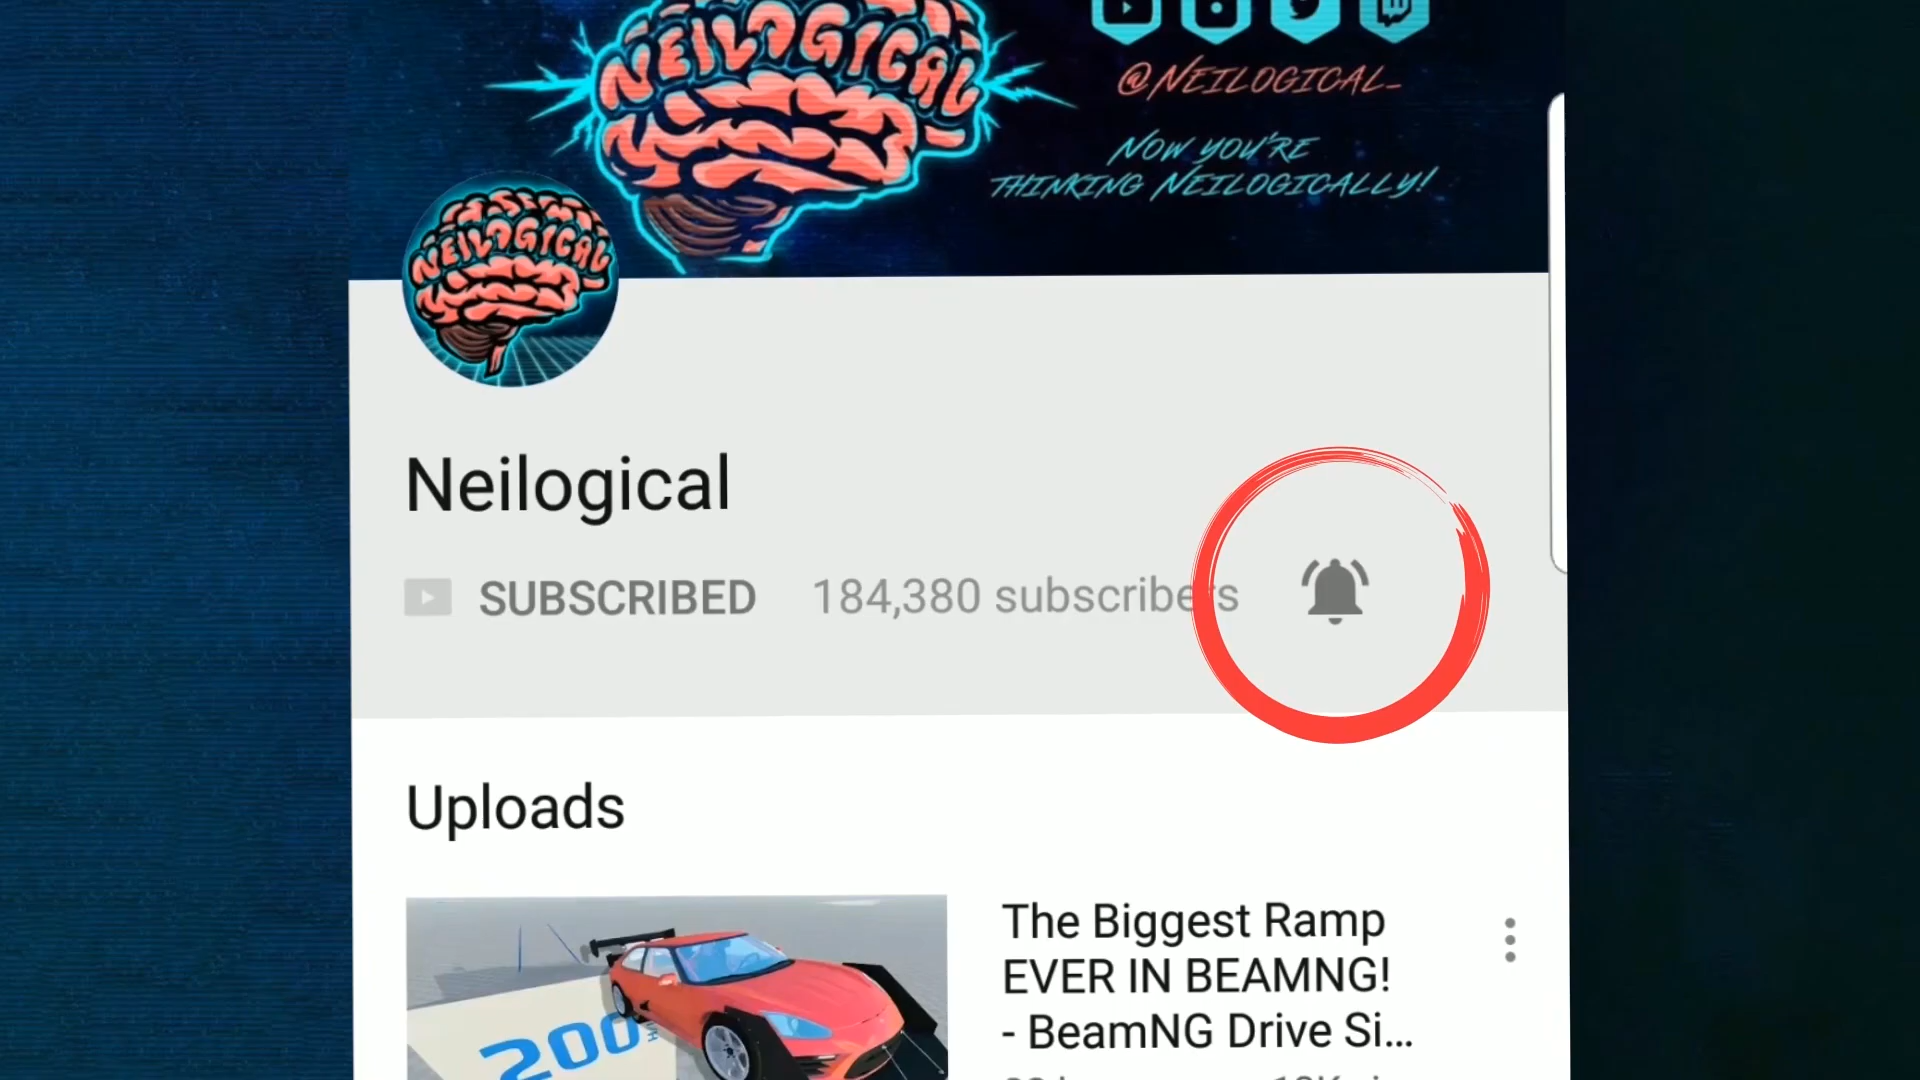 NEILOGICAL
@NEILOGICAL_
NOW YOU'RE
THINKING NEILOGICALLY!
NEILOGICAL
Neilogical
SUBSCRIBED 184,380 subscribers
Uploads
The Biggest Ramp
EVER IN BEAMNG!
- BeamNG Drive Si...
200